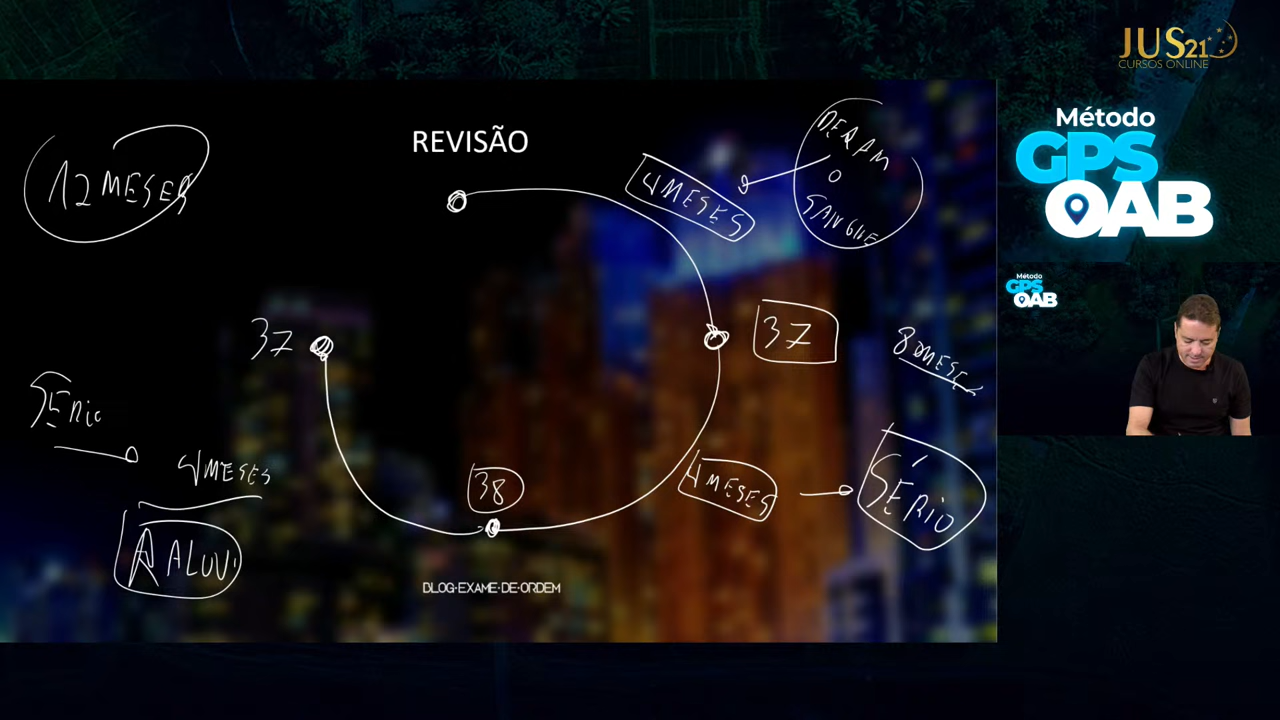 JUS21
CURSOS ONLINE
Método
GPS
OAB
REVISÃO
12 MESES
4 MESES
DERAM
O
SANGUE
37
37
8 MESES
SÉRIO
4 MESES
38
4 MESES
SÉRIO
Método
GPS
OAB
BLOG·EXAME·DE·ORDEM